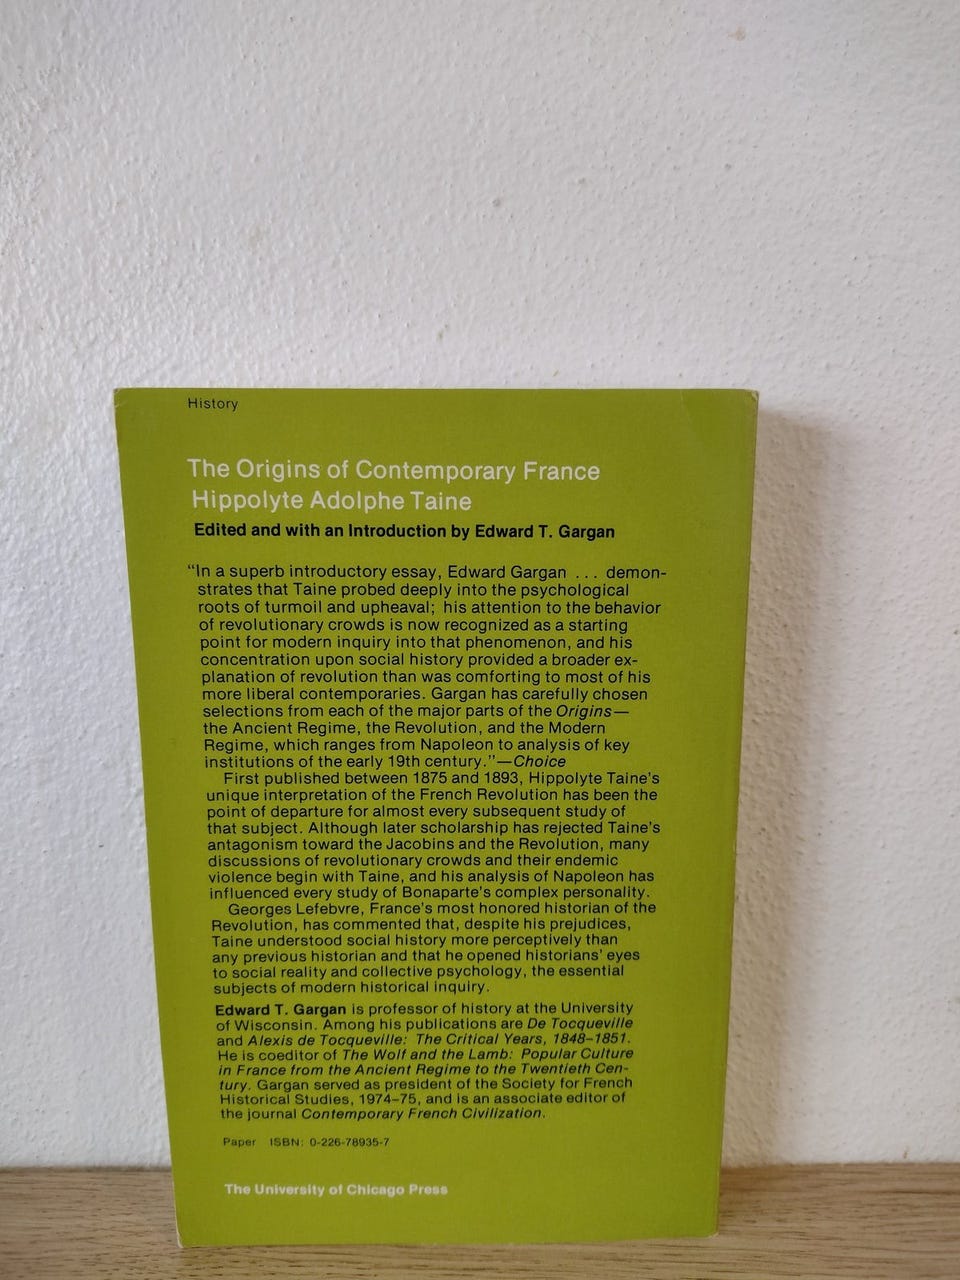 History
The Origins of Contemporary France
Hippolyte Adolphe Taine
Edited and with an Introduction by Edward T. Gargan
“In a superb introductory essay, Edward Gargan ... demon-
strates that Taine probed deeply into the psychological
roots of turmoil and upheaval; his attention to the behavior
of revolutionary crowds is now recognized as a starting
point for modern inquiry into that phenomenon, and his
concentration upon social history provided a broader ex-
planation of revolution than was comforting to most of his
more liberal contemporaries. Gargan has carefully chosen
selections from each of the major parts of the Origins—
the Ancient Regime, the Revolution, and the Modern
Regime, which ranges from Napoleon to analysis of key
institutions of the early 19th century.”—Choice
First published between 1875 and 1893, Hippolyte Taine's
unique interpretation of the French Revolution has been the
point of departure for almost every subsequent study of
that subject. Although later scholarship has rejected Taine's
antagonism toward the Jacobins and the Revolution, many
discussions of revolutionary crowds and their endemic
violence begin with Taine, and his analysis of Napoleon has
influenced every study of Bonaparte's complex personality.
Georges Lefebvre, France's most honored historian of the
Revolution, has commented that, despite his prejudices,
Taine understood social history more perceptively than
any previous historian and that he opened historians' eyes
to social reality and collective psychology, the essential
subjects of modern historical inquiry.
Edward T. Gargan is professor of history at the University
of Wisconsin. Among his publications are De Tocqueville
and Alexis de Tocqueville: The Critical Years, 1848–1851.
He is coeditor of The Wolf and the Lamb: Popular Culture
in France from the Ancient Regime to the Twentieth Cen-
tury. Gargan served as president of the Society for French
Historical Studies, 1974–75, and is an associate editor of
the journal Contemporary French Civilization.
Paper ISBN: 0-226-78935-7
The University of Chicago Press